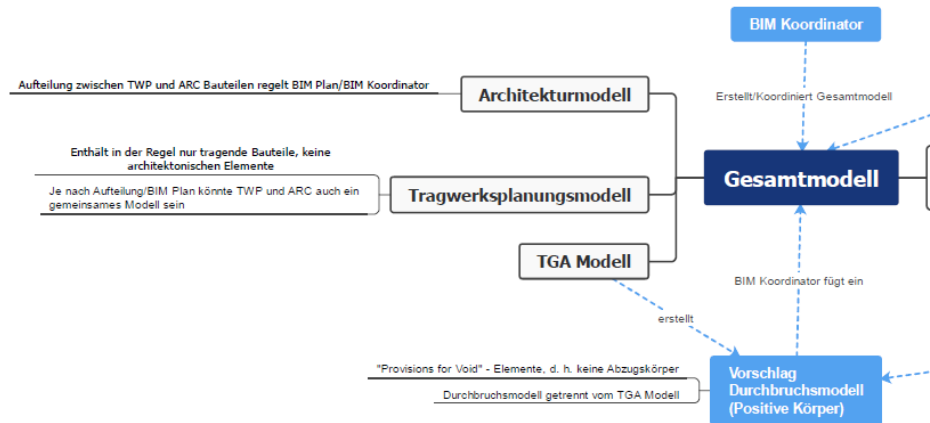 BIM Koordinator
Aufteilung zwischen TWP und ARC Bauteilen regelt BIM Plan/BIM Koordinator
Architekturmodell
Erstellt/Koordiniert Gesamtmodell
Enthält in der Regel nur tragende Bauteile, keine
architektonischen Elemente
Je nach Aufteilung/BIM Plan könnte TWP und ARC auch ein
gemeinsames Modell sein
Tragwerksplanungsmodell
Gesamtmodell
TGA Modell
BIM Koordinator fügt ein
erstellt
"Provisions for Void" - Elemente, d. h. keine Abzugskörper
Durchbruchsmodell getrennt vom TGA Modell
Vorschlag
Durchbruchsmodell
(Positive Körper)